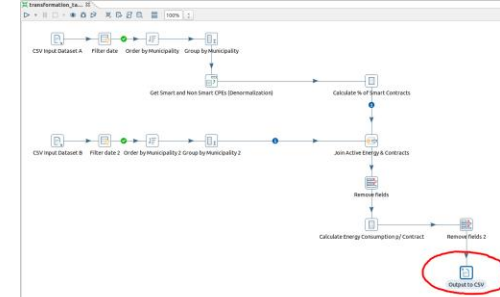 transformation_ta...
100%
CSV Input Dataset A
Filter date
Order by Municipality
Group by Municipality
Get Smart and Non Smart CPEs (Denormalization)
Calculate % of Smart Contracts
CSV Input Dataset B
Filter date 2
Order by Municipality 2
Group by Municipality 2
Join Active Energy & Contracts
Remove fields
Calculate Energy Consumption p/ Contract
Remove fields 2
Output to CSV